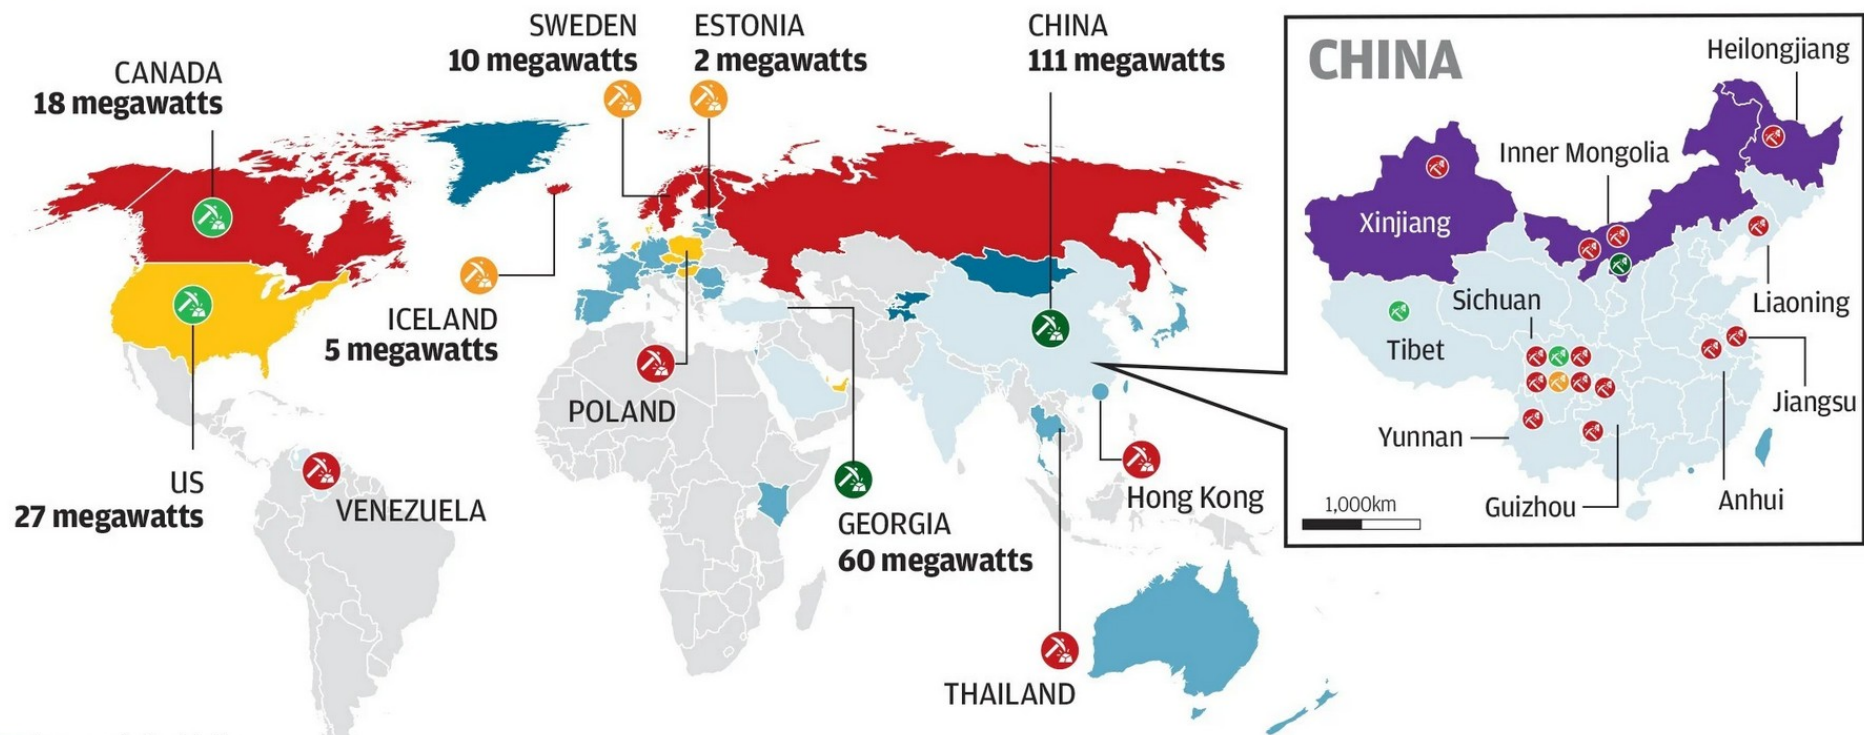 SWEDEN
10 megawatts
ESTONIA
2 megawatts
CHINA
111 megawatts
CANADA
18 megawatts
ICELAND
5 megawatts
POLAND
US
27 megawatts
VENEZUELA
GEORGIA
60 megawatts
Hong Kong
THAILAND
CHINA
Heilongjiang
Inner Mongolia
Xinjiang
Sichuan
Liaoning
Tibet
Jiangsu
Yunnan
Guizhou
Anhui
1,000km